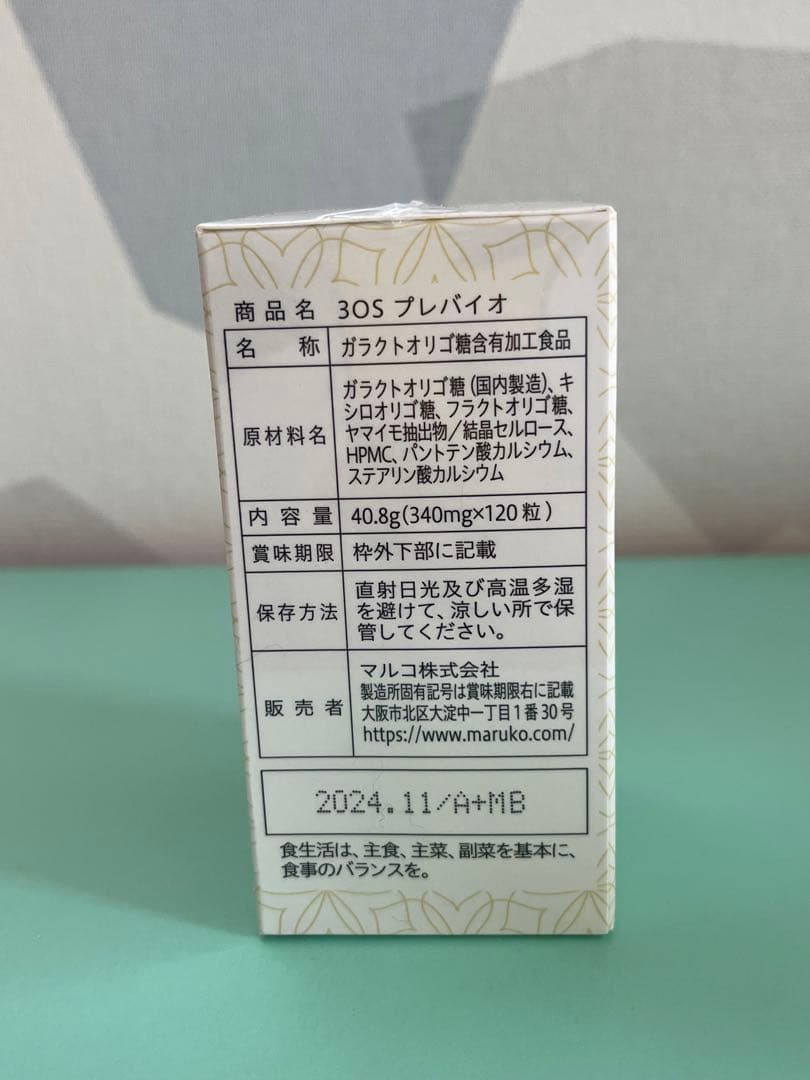 商品名 3OS プレバイオ
名称 ガラクトオリゴ糖含有加工食品
原材料名 ガラクトオリゴ糖(国内製造)、キ
シロオリゴ糖、フラクトオリゴ糖、
ヤマイモ抽出物/結晶セルロース、
HPMC、パントテン酸カルシウム、
ステアリン酸カルシウム
内容量 40.8g(340mg×120粒)
賞味期限 枠外下部に記載
保存方法 直射日光及び高温多湿
を避けて、涼しい所で保
管してください。
販売者 マルコ株式会社
製造所固有記号は賞味期限右に記載
大阪市北区大淀中一丁目1番30号
https://www.maruko.com/
2024.11/A+MB
食生活は、主食、主菜、副菜を基本に、
食事のバランスを。